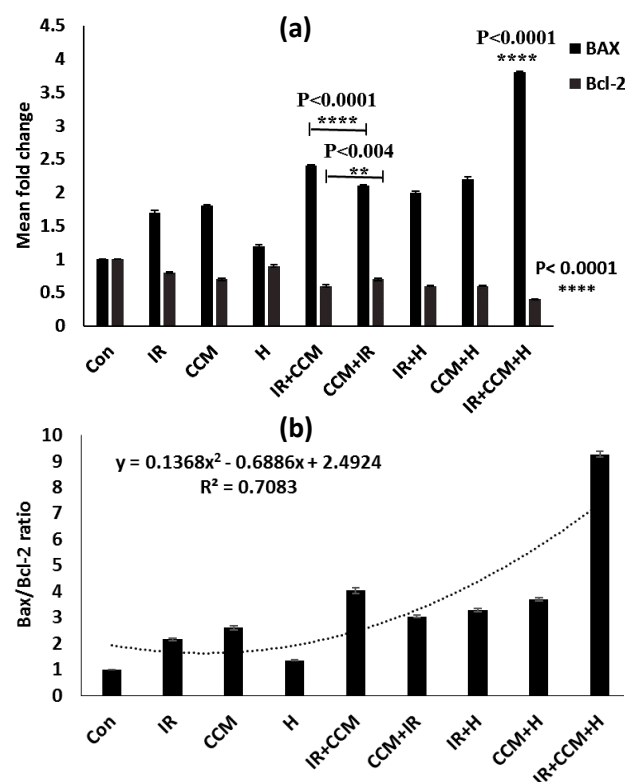 (a)
P<0.0001
****
BAX
Bcl-2
P<0.0001
****
P<0.004
**
P< 0.0001
****
Mean fold change
4.5
4
3.5
3
2.5
2
1.5
1
0.5
0
Con
IR
CCM
H
IR+CCM
CCM+IR
IR+H
CCM+H
IR+CCM+H
(b)
y = 0.1368x² - 0.6886x + 2.4924
R² = 0.7083
Bax/Bcl-2 ratio
10
9
8
7
6
5
4
3
2
1
0
Con
IR
CCM
H
IR+CCM
CCM+IR
IR+H
CCM+H
IR+CCM+H